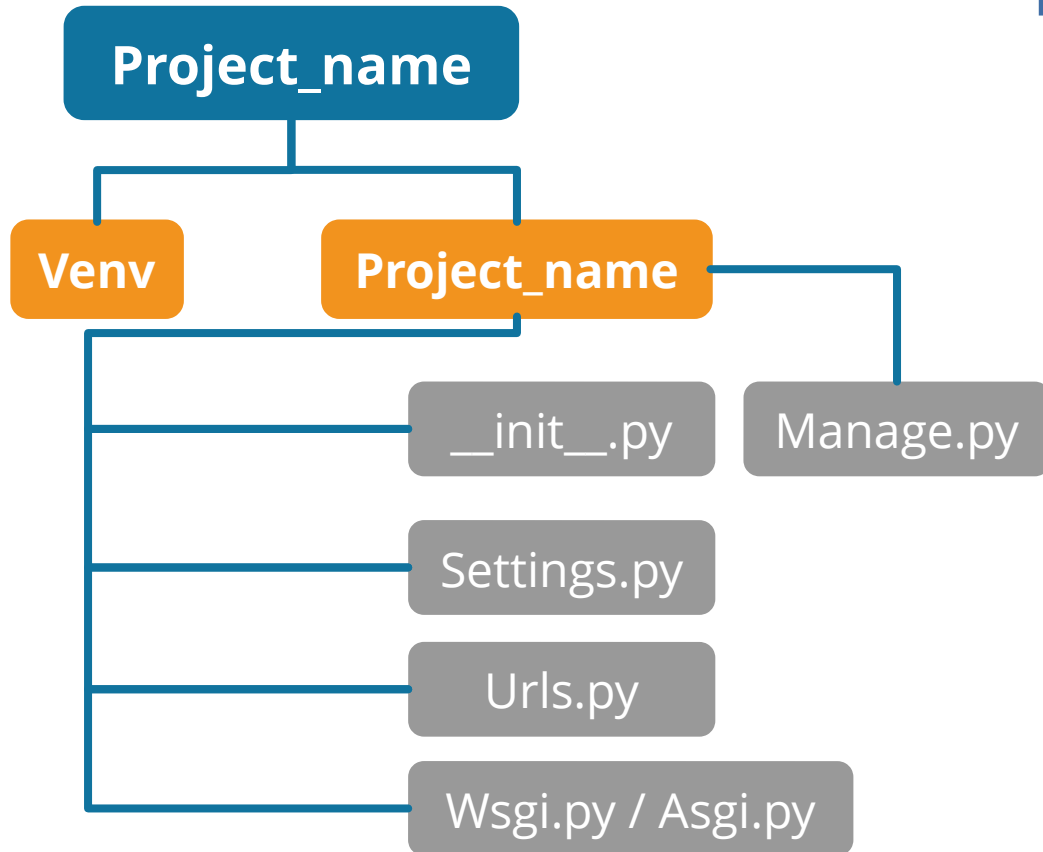 Project_name
Venv
Project_name
__init__.py
Manage.py
Settings.py
Urls.py
Wsgi.py / Asgi.py